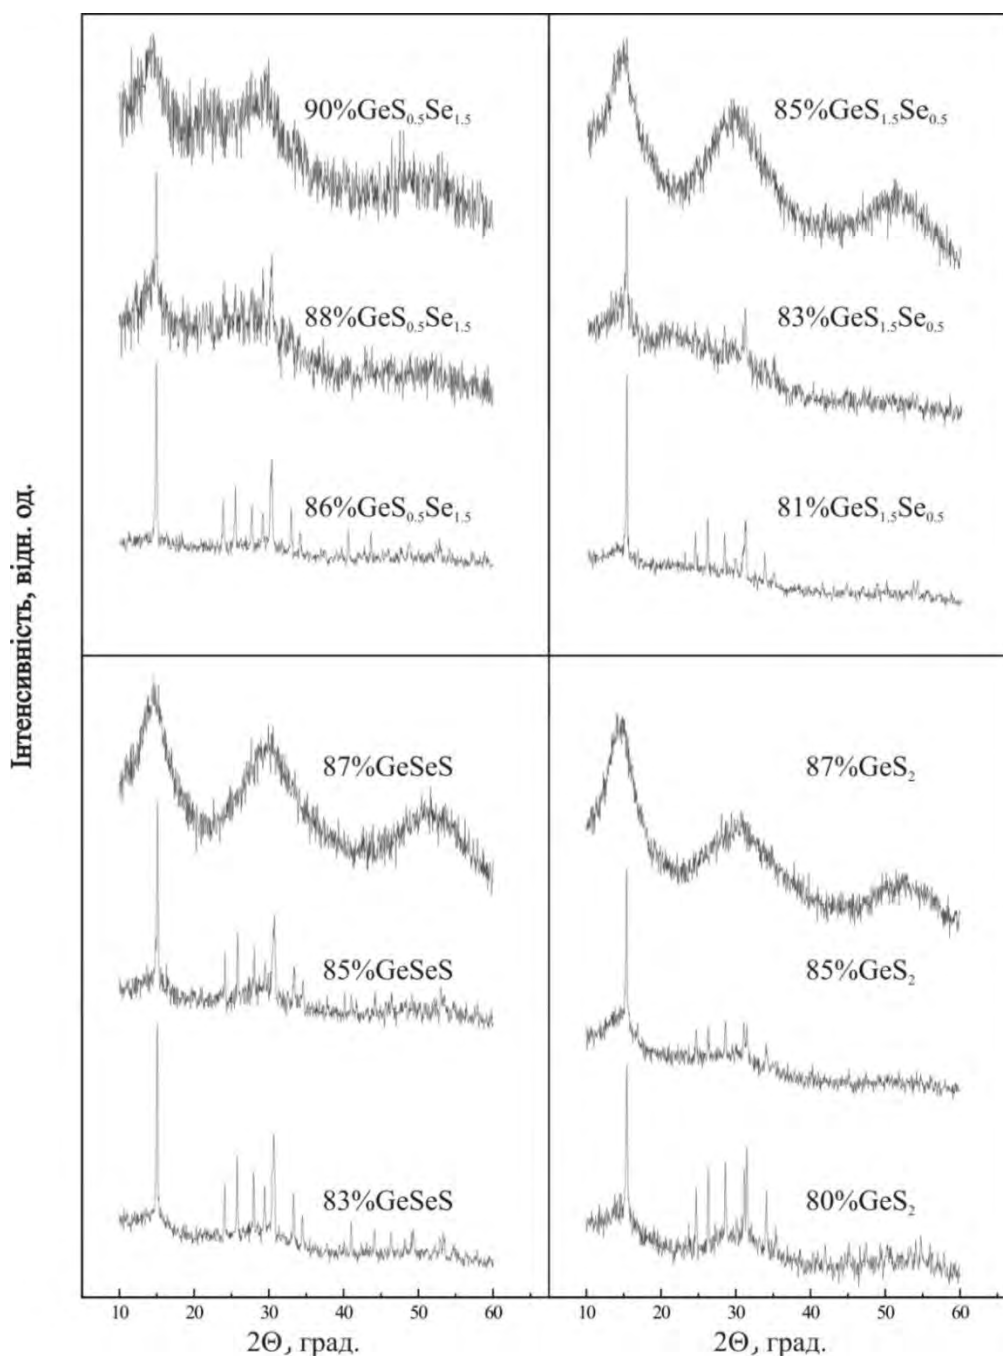 Інтенсивність, відн. од.
90%GeS₀.₅Se₁.₅
88%GeS₀.₅Se₁.₅
86%GeS₀.₅Se₁.₅
85%GeS₁.₅Se₀.₅
83%GeS₁.₅Se₀.₅
81%GeS₁.₅Se₀.₅
87%GeSeS
85%GeSeS
83%GeSeS
10 20 30 40 50 60
2Θ, град.
87%GeS₂
85%GeS₂
80%GeS₂
10 20 30 40 50 60
2Θ, град.